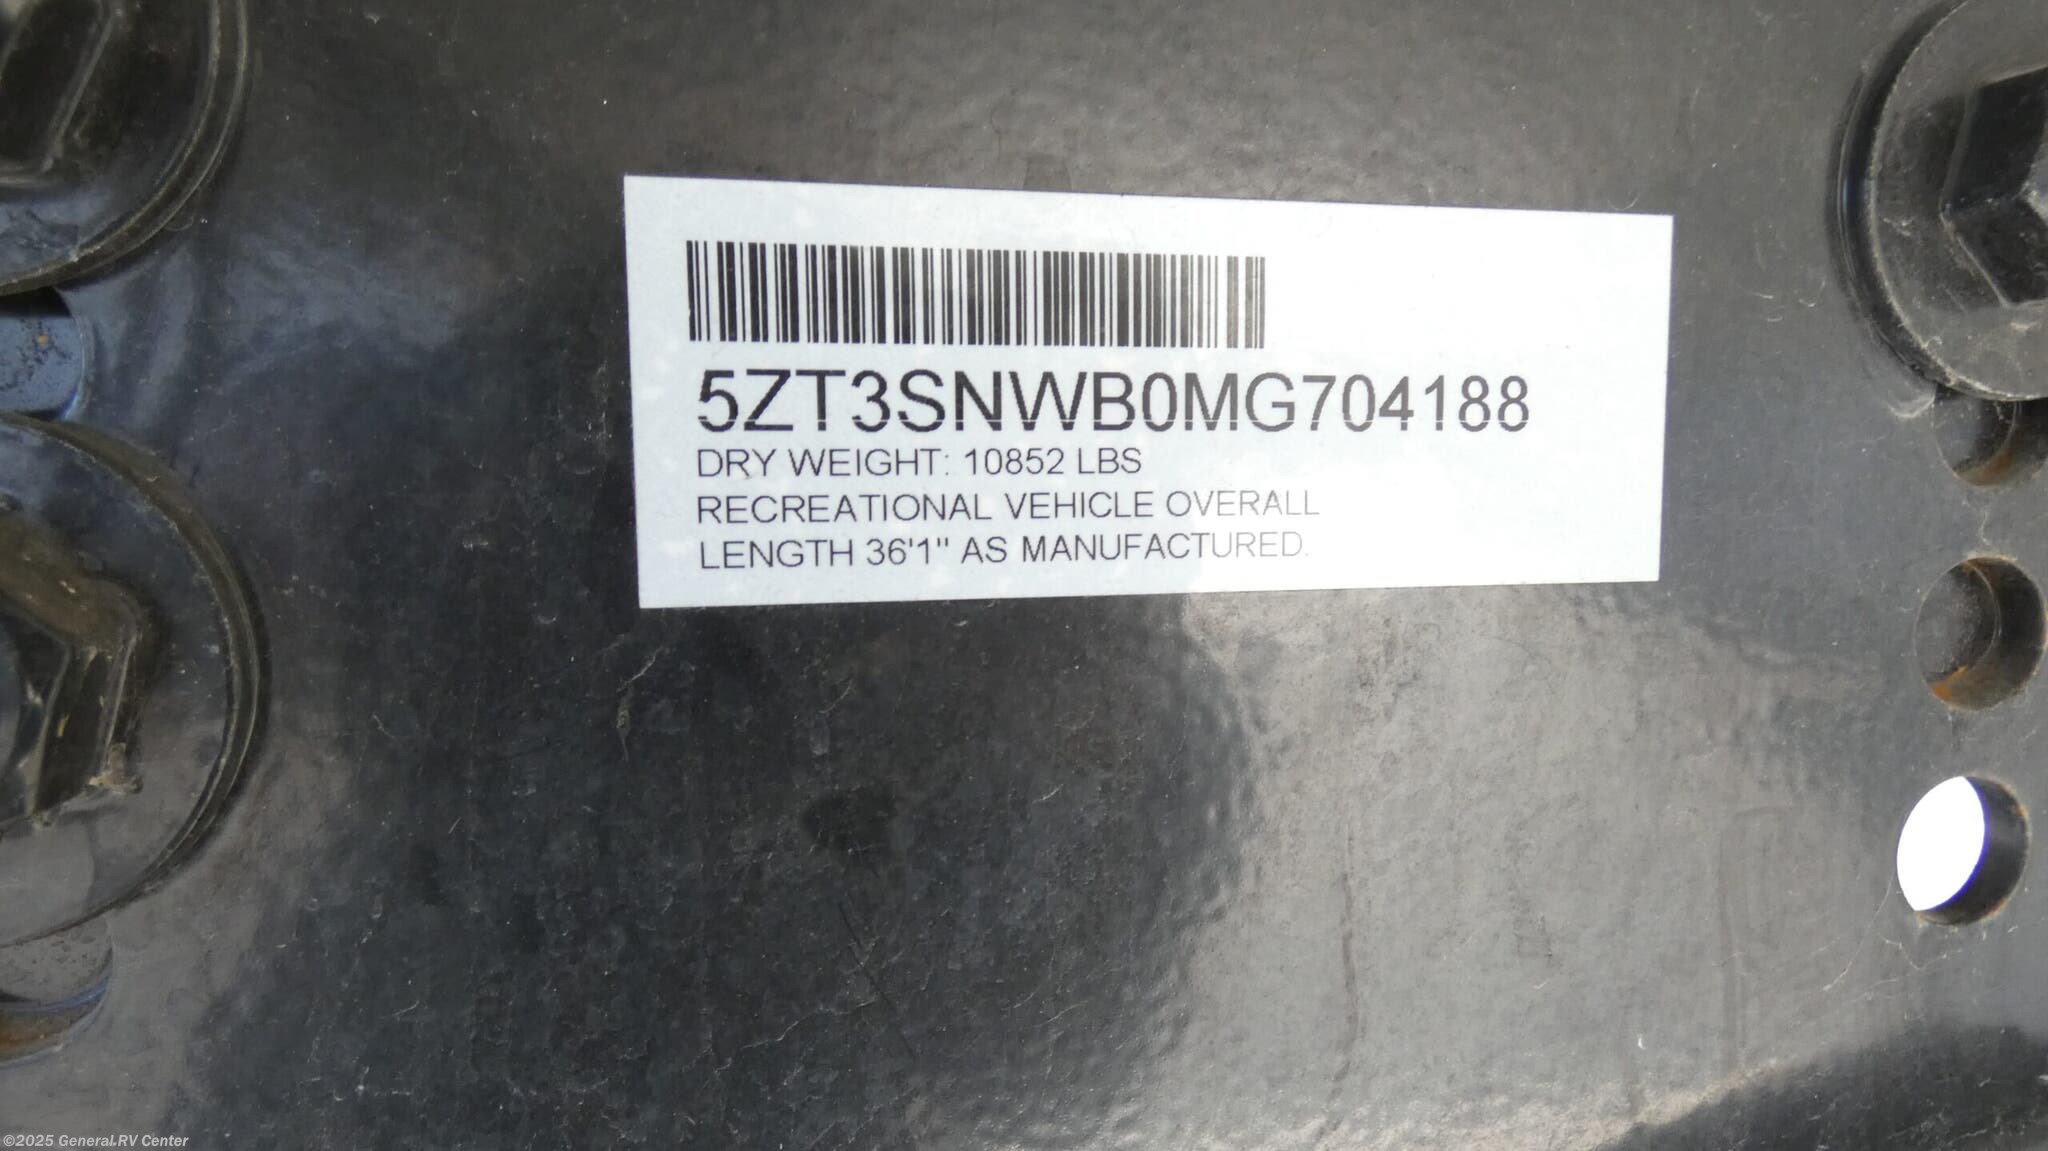 5ZT3SNWB0MG704188
DRY WEIGHT: 10852 LBS
RECREATIONAL VEHICLE OVERALL
LENGTH 36'1" AS MANUFACTURED.
©2025 General RV Center